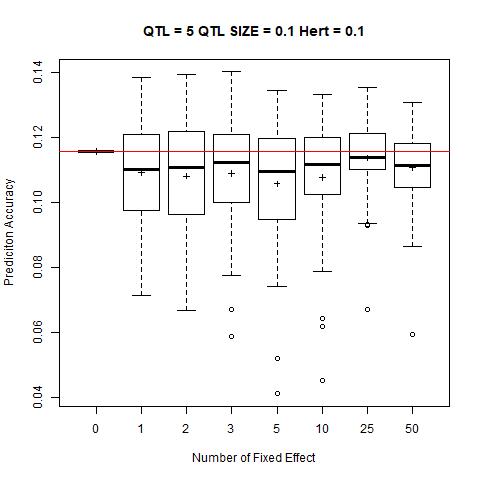 QTL = 5 QTL SIZE = 0.1 Hert = 0.1
0.14
0.12
0.10
0.08
0.06
0.04
Prediciton Accuracy
0 1 2 3 5 10 25 50
Number of Fixed Effect